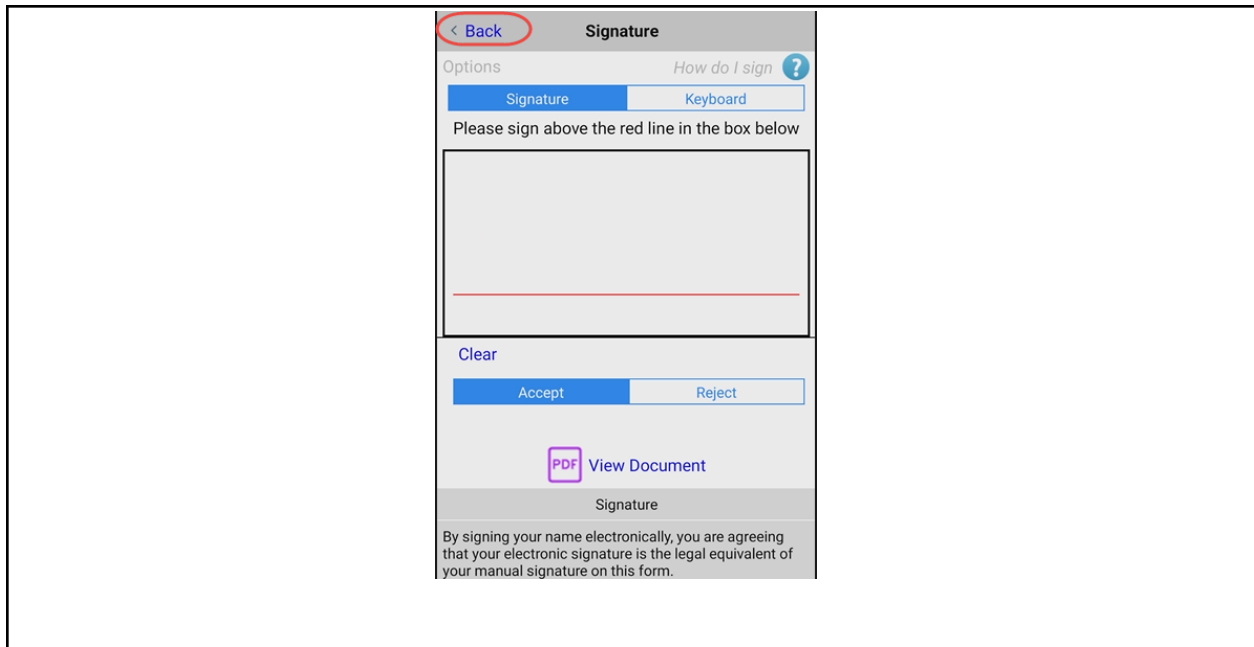 < Back Signature
Options How do I sign ?
Signature Keyboard
Please sign above the red line in the box below
Clear
Accept Reject
PDF View Document
Signature
By signing your name electronically, you are agreeing
that your electronic signature is the legal equivalent of
your manual signature on this form.